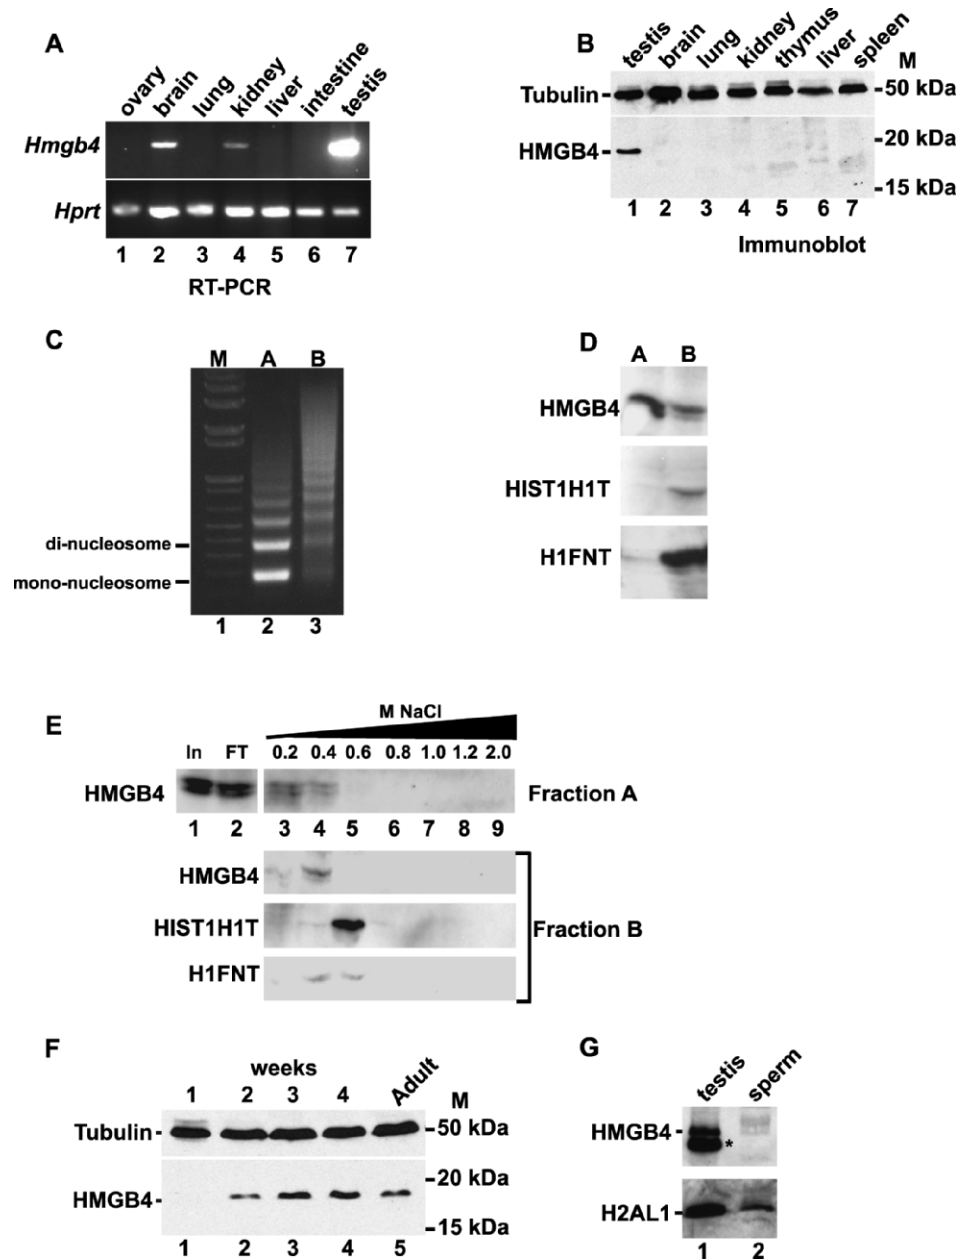 A
ovary brain lung kidney liver intestine testis
Hmgb4
Hprt
1 2 3 4 5 6 7
RT-PCR
B
testis brain lung kidney thymus liver spleen M
Tubulin 50 kDa
20 kDa
HMGB4
15 kDa
1 2 3 4 5 6 7
Immunoblot
C
M A B
di-nucleosome
mono-nucleosome
1 2 3
D
A B
HMGB4
HIST1H1T
H1FNT
E
M NaCl
In FT 0.2 0.4 0.6 0.8 1.0 1.2 2.0
HMGB4 Fraction A
1 2 3 4 5 6 7 8 9
HMGB4
HIST1H1T
Fraction B
H1FNT
F
weeks
1 2 3 4 Adult M
Tubulin 50 kDa
20 kDa
HMGB4
15 kDa
1 2 3 4 5
G
testis sperm
HMGB4 *
H2AL1
1 2